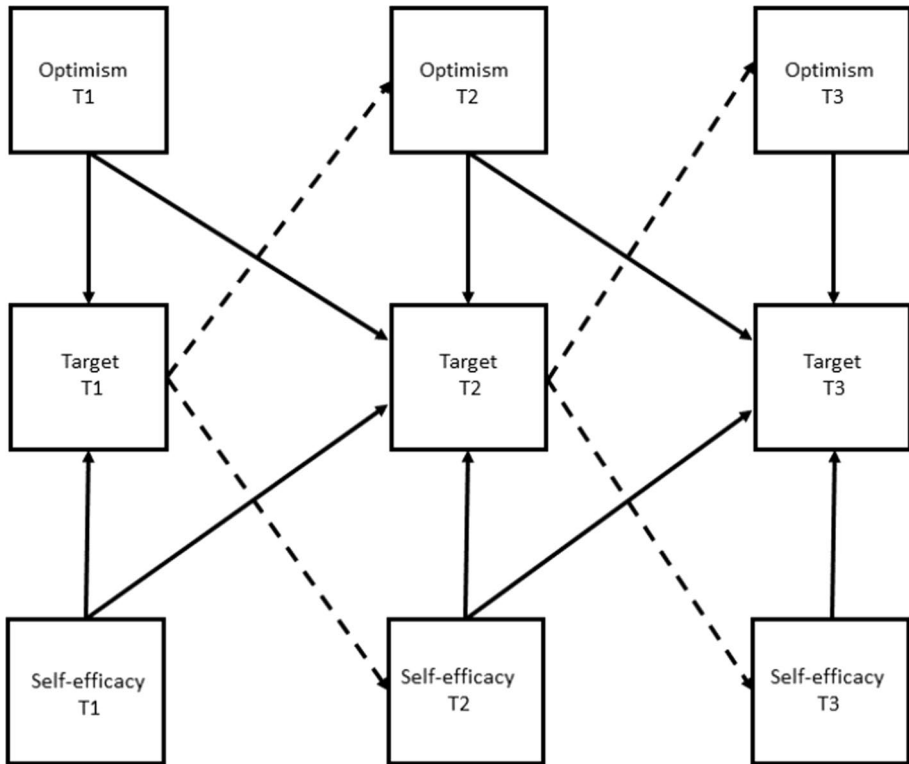 Optimism
T1
Optimism
T2
Optimism
T3
Target
T1
Target
T2
Target
T3
Self-efficacy
T1
Self-efficacy
T2
Self-efficacy
T3